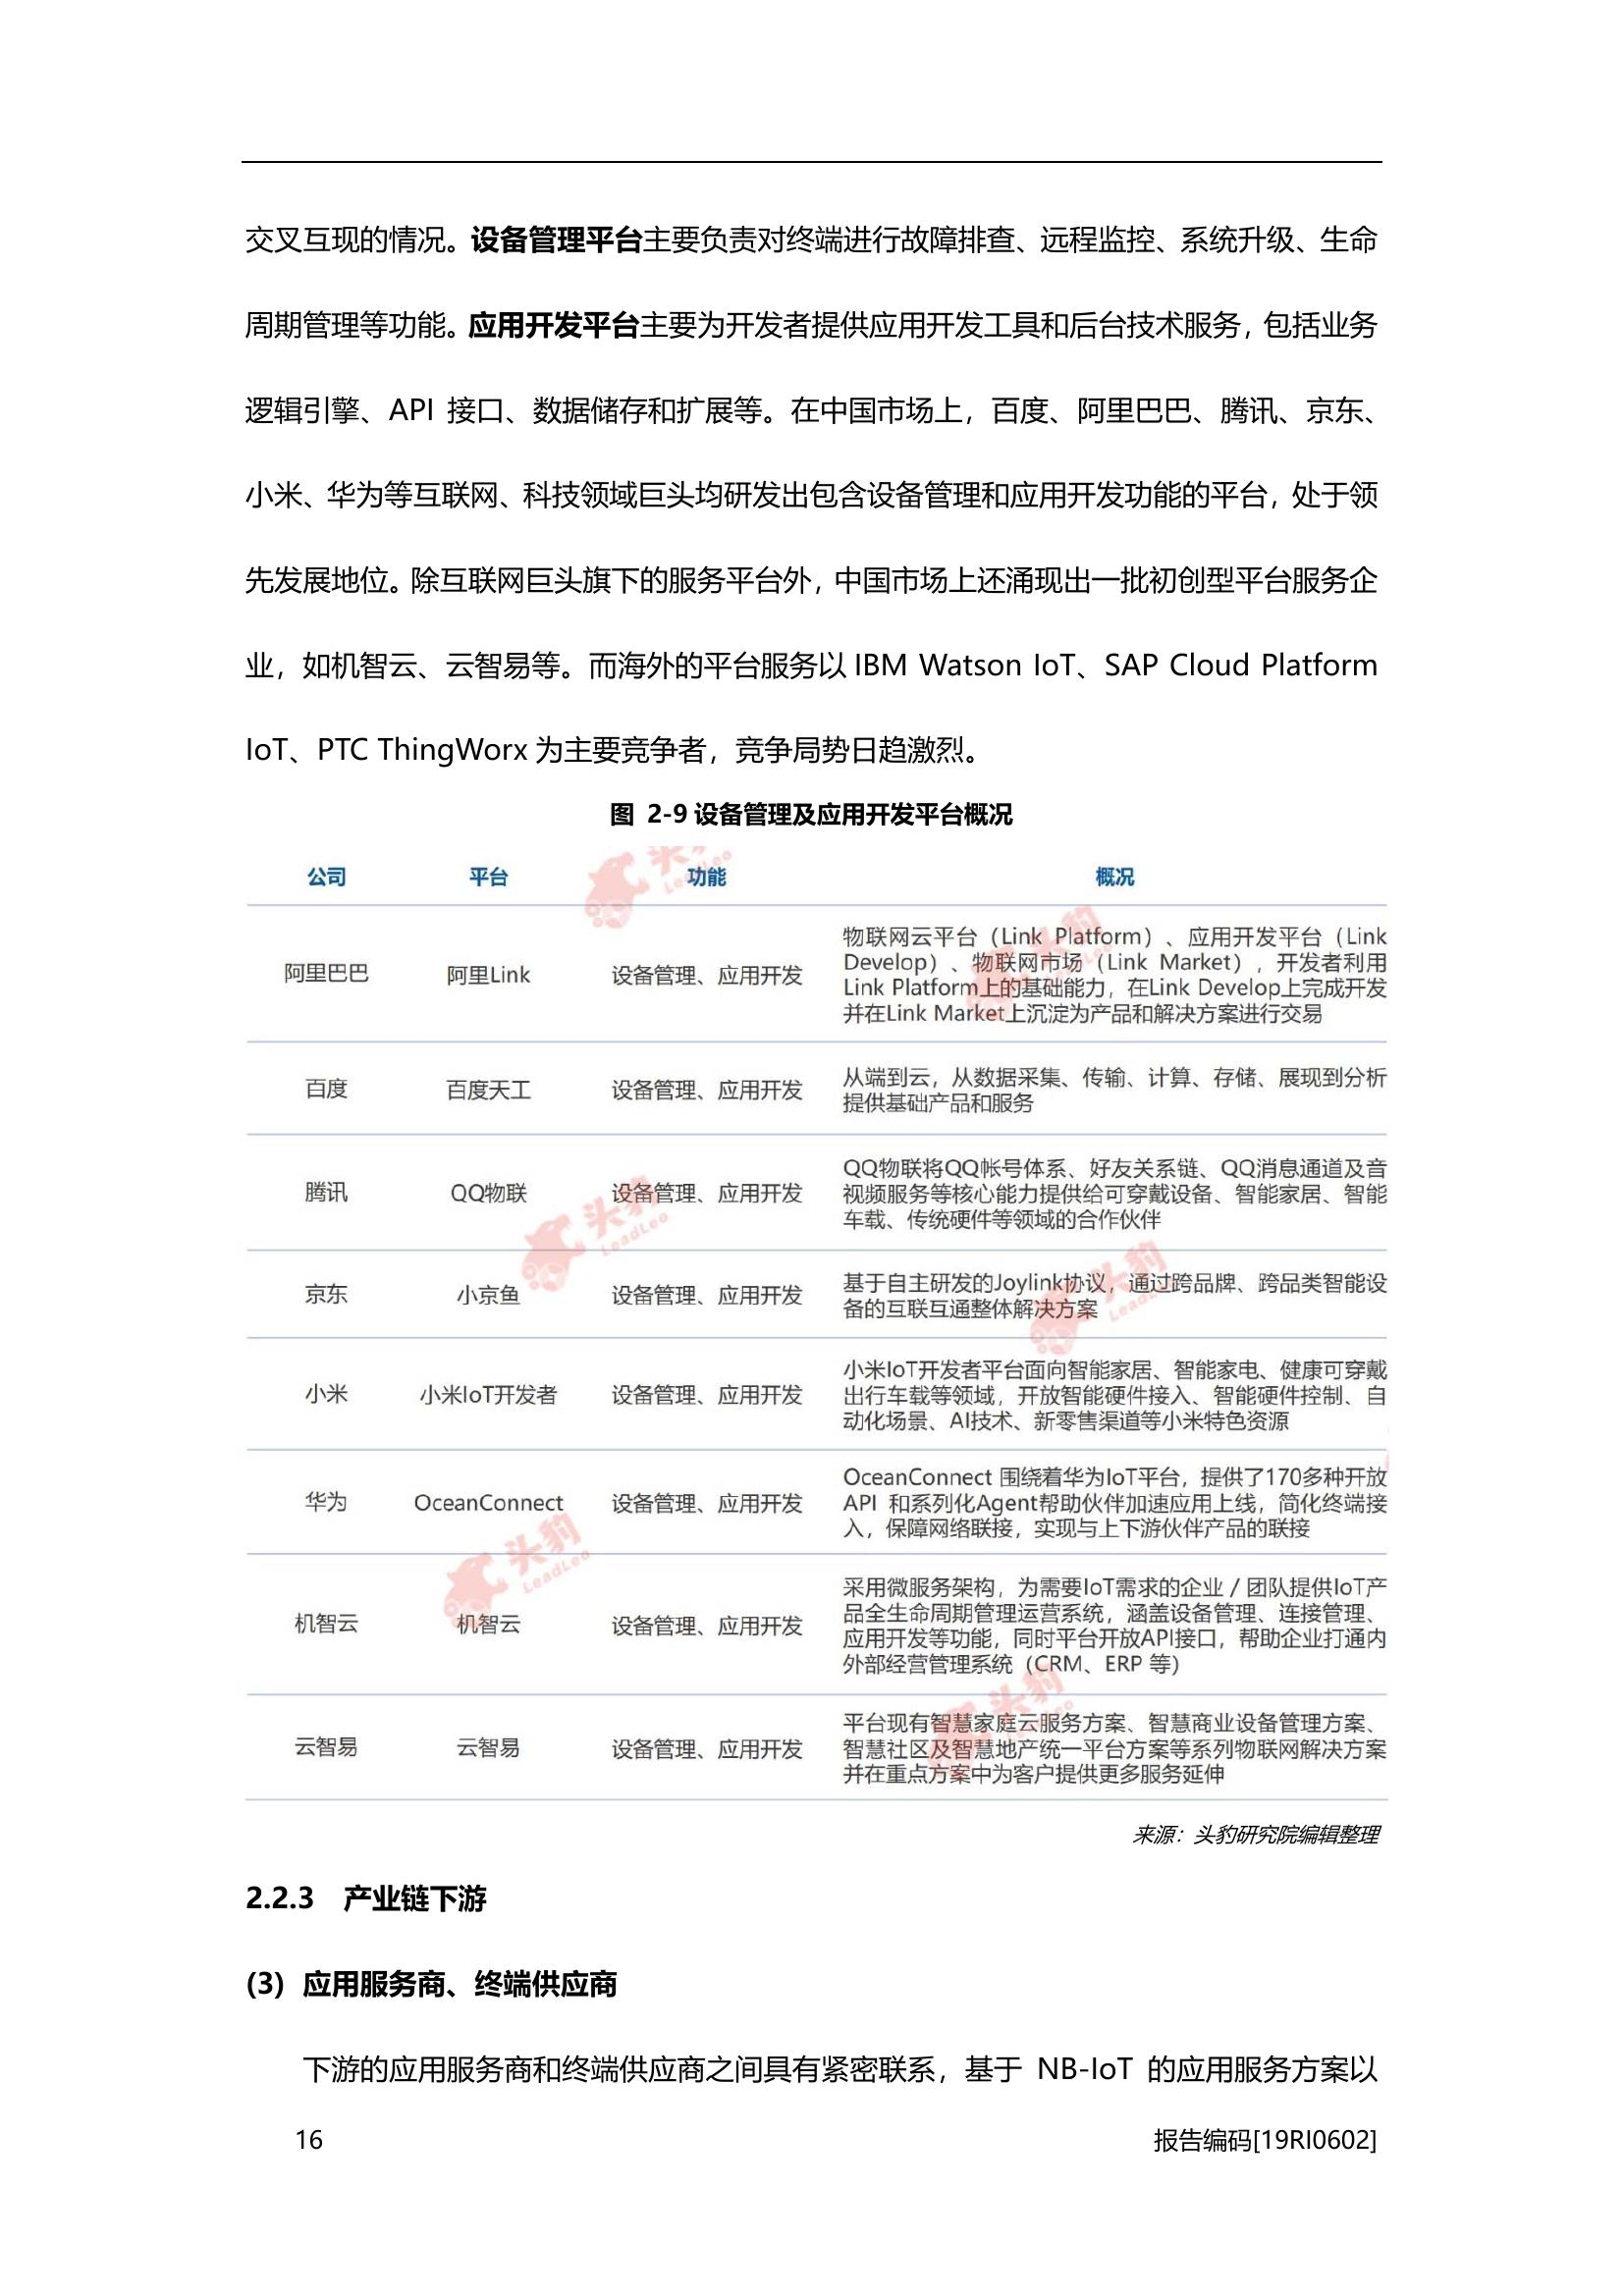 交叉互现的情况。设备管理平台主要负责对终端进行故障排查、远程监控、系统升级、生命
周期管理等功能。应用开发平台主要为开发者提供应用开发工具和后台技术服务，包括业务
逻辑引擎、API 接口、数据储存和扩展等。在中国市场上，百度、阿里巴巴、腾讯、京东、
小米、华为等互联网、科技领域巨头均研发出包含设备管理和应用开发功能的平台，处于领
先发展地位。除互联网巨头旗下的服务平台外，中国市场上还涌现出一批初创型平台服务企
业，如机智云、云智易等。而海外的平台服务以 IBM Watson IoT、SAP Cloud Platform
IoT、PTC ThingWorx 为主要竞争者，竞争局势日趋激烈。
图 2-9 设备管理及应用开发平台概况
公司 平台 功能 概况
阿里巴巴 阿里Link 设备管理、应用开发
物联网云平台（Link Platform）、应用开发平台（Link
Develop）、物联网市场（Link Market），开发者利用
Link Platform上的基础能力，在Link Develop上完成开发
并在Link Market上沉淀为产品和解决方案进行交易
百度 百度天工 设备管理、应用开发
从端到云，从数据采集、传输、计算、存储、展现到分析
提供基础产品和服务
腾讯 QQ物联 设备管理、应用开发
QQ物联将QQ帐号体系、好友关系链、QQ消息通道及音
视频服务等核心能力提供给可穿戴设备、智能家居、智能
车载、传统硬件等领域的合作伙伴
京东 小京鱼 设备管理、应用开发
基于自主研发的Joylink协议，通过跨品牌、跨品类智能设
备的互联互通整体解决方案
小米 小米IoT开发者 设备管理、应用开发
小米IoT开发者平台面向智能家居、智能家电、健康可穿戴
出行车载等领域，开放智能硬件接入、智能硬件控制、自
动化场景、AI技术、新零售渠道等小米特色资源
华为 OceanConnect 设备管理、应用开发
OceanConnect 围绕着华为IoT平台，提供了170多种开放
API 和系列化Agent帮助伙伴加速应用上线，简化终端接
入，保障网络联接，实现与上下游伙伴产品的联接
机智云 机智云 设备管理、应用开发
采用微服务架构，为需要IoT需求的企业 / 团队提供IoT产
品全生命周期管理运营系统，涵盖设备管理、连接管理、
应用开发等功能，同时平台开放API接口，帮助企业打通内
外部经营管理系统（CRM、ERP 等）
云智易 云智易 设备管理、应用开发
平台现有智慧家庭云服务方案、智慧商业设备管理方案、
智慧社区及智慧地产统一平台方案等系列物联网解决方案
并在重点方案中为客户提供更多服务延伸
头豹 LeadLeo
头豹 LeadLeo
头豹 LeadLeo
头豹 LeadLeo
头豹 LeadLeo
头豹
来源：头豹研究院编辑整理
2.2.3 产业链下游
(3) 应用服务商、终端供应商
下游的应用服务商和终端供应商之间具有紧密联系，基于 NB-IoT 的应用服务方案以
16 报告编码[19RI0602]